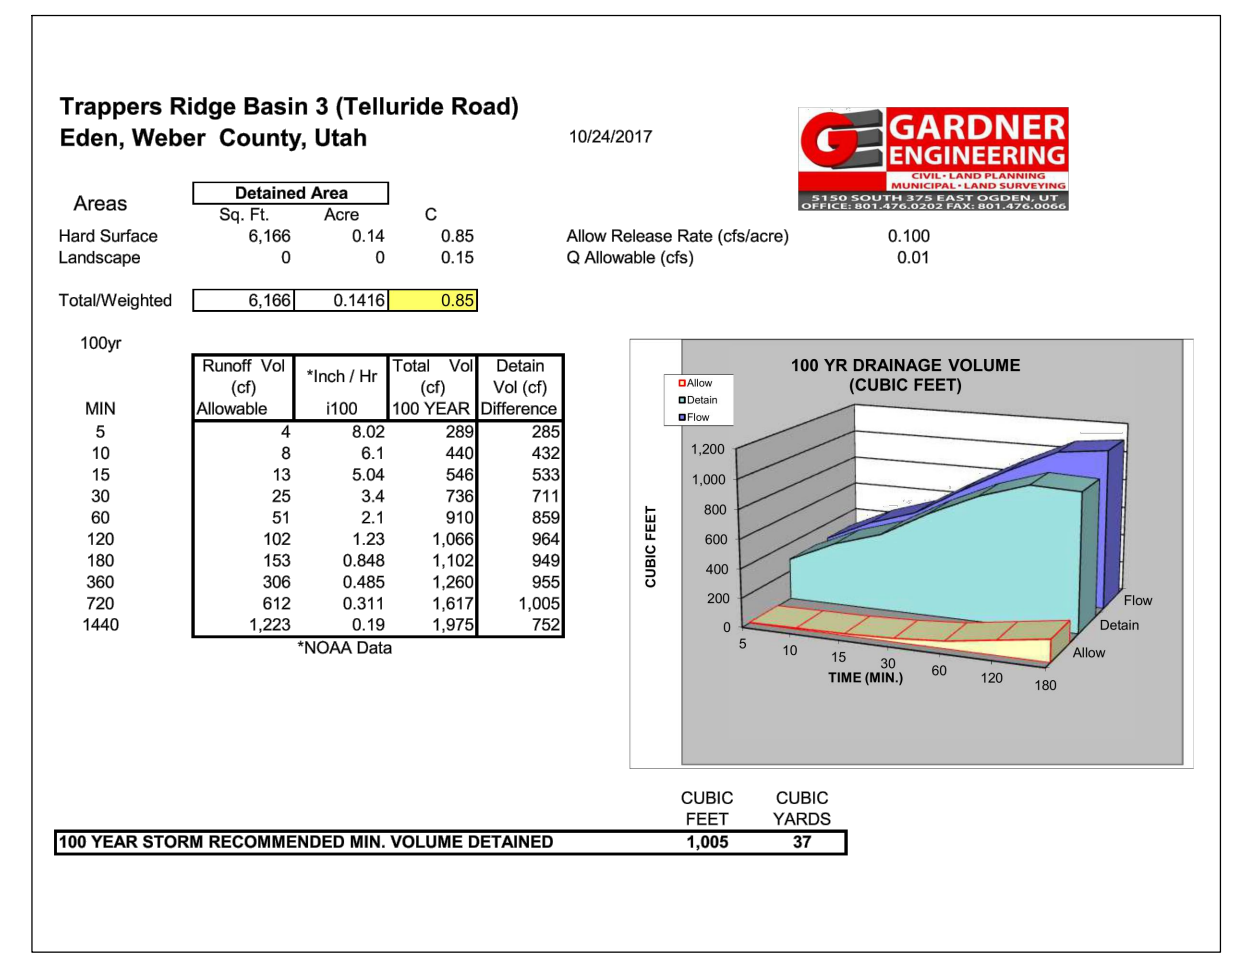 Trappers Ridge Basin 3 (Telluride Road)
Eden, Weber County, Utah
10/24/2017
GARDNER
ENGINEERING
CIVIL • LAND PLANNING
MUNICIPAL • LAND SURVEYING
5150 SOUTH 375 EAST OGDEN, UT
OFFICE: 801.476.0202 FAX: 801.476.0066
Areas
Detained Area
Sq. Ft. Acre C
Hard Surface 6,166 0.14 0.85
Landscape 0 0 0.15
Allow Release Rate (cfs/acre) 0.100
Q Allowable (cfs) 0.01
Total/Weighted 6,166 0.1416 0.85
100yr
Runoff Vol *Inch / Hr Total Vol Detain
(cf) (cf) Vol (cf)
MIN Allowable i100 100 YEAR Difference
5 4 8.02 289 285
10 8 6.1 440 432
15 13 5.04 546 533
30 25 3.4 736 711
60 51 2.1 910 859
120 102 1.23 1,066 964
180 153 0.848 1,102 949
360 306 0.485 1,260 955
720 612 0.311 1,617 1,005
1440 1,223 0.19 1,975 752
*NOAA Data
100 YR DRAINAGE VOLUME
(CUBIC FEET)
Allow
Detain
Flow
1,200
1,000
800
600
400
200
0
CUBIC FEET
5 10 15 30 60 120 180
TIME (MIN.)
Flow
Detain
Allow
CUBIC CUBIC
FEET YARDS
100 YEAR STORM RECOMMENDED MIN. VOLUME DETAINED 1,005 37